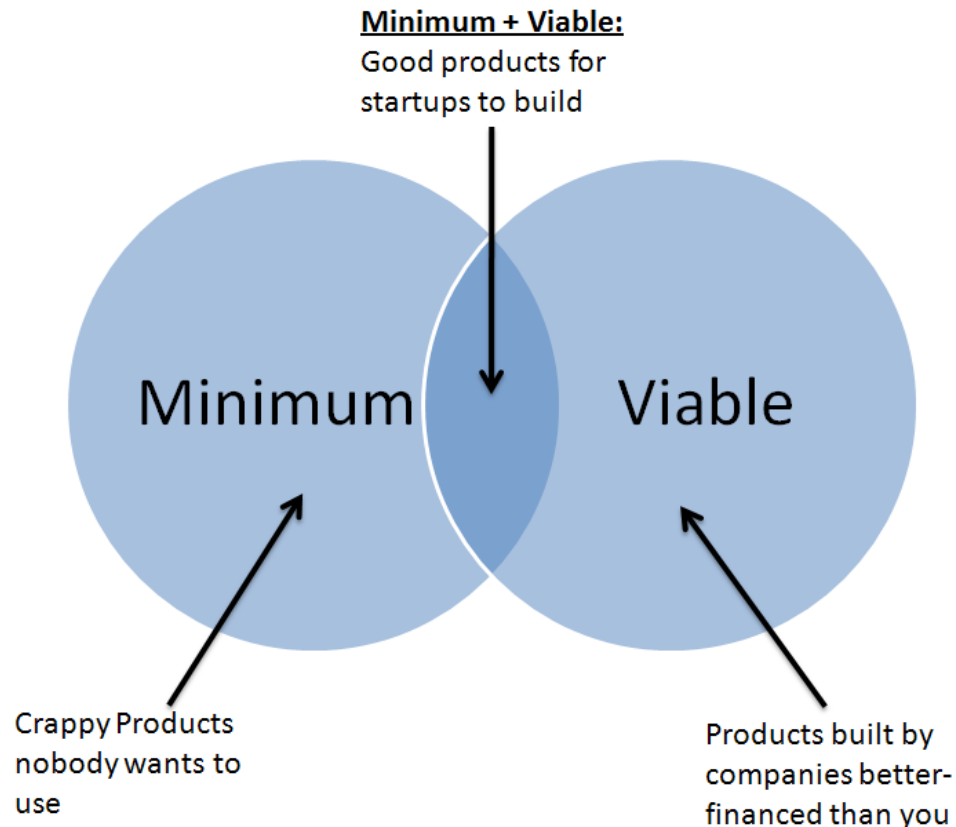 Minimum + Viable:
Good products for
startups to build
Minimum
Viable
Crappy Products
nobody wants to
use
Products built by
companies better-
financed than you